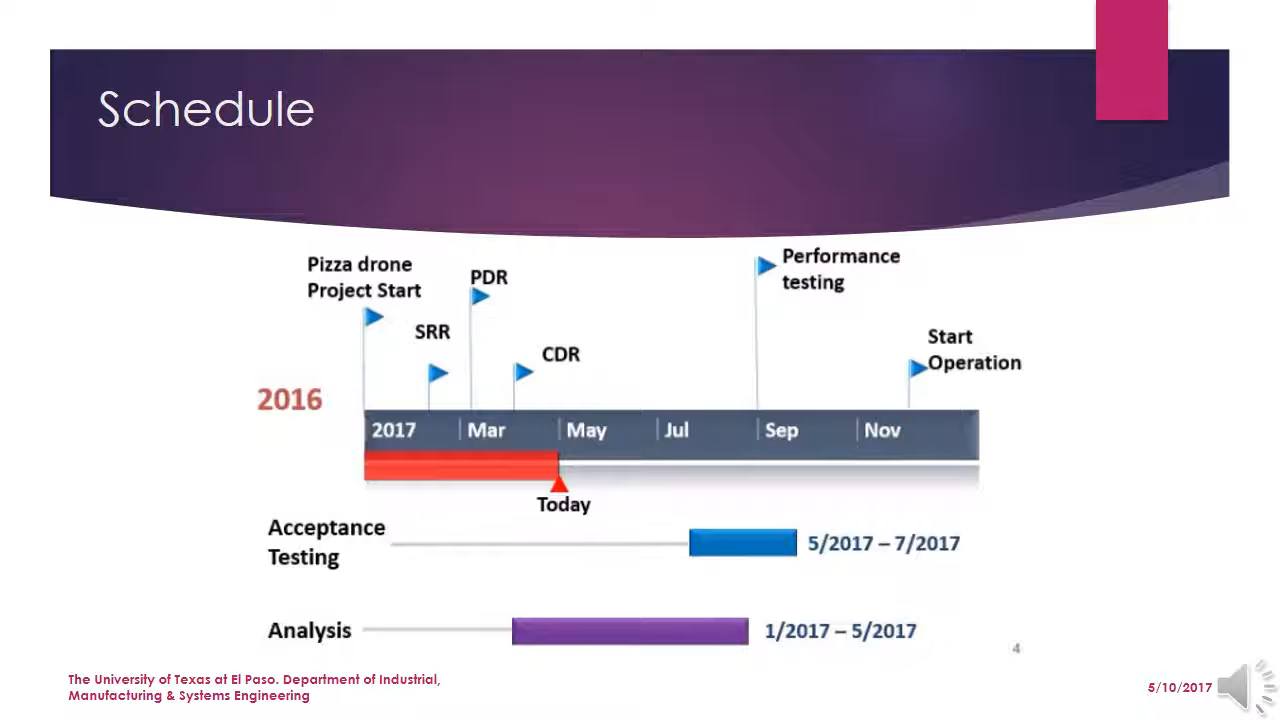 Schedule
Pizza drone
Project Start
SRR
PDR
CDR
Performance
testing
Start
Operation
2016
2017
Mar
May
Jul
Sep
Nov
Today
Acceptance
Testing
5/2017 – 7/2017
Analysis
1/2017 – 5/2017
4
The University of Texas at El Paso. Department of Industrial,
Manufacturing & Systems Engineering
5/10/2017